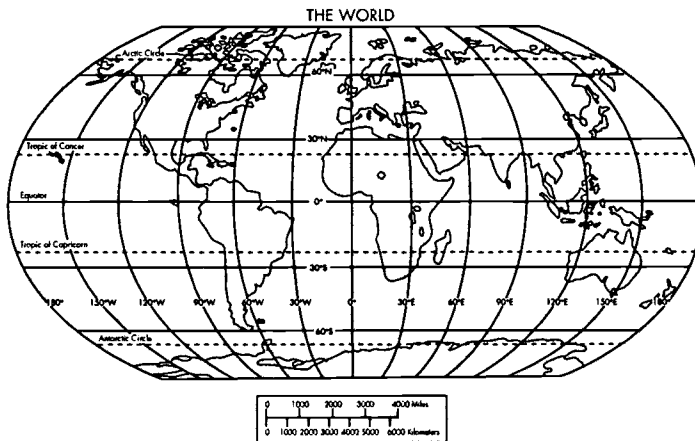 THE WORLD
Arctic Circle
60°N
30°N
Tropic of Cancer
Equator 0°
Tropic of Capricorn
30°S
180° 150°W 120°W 90°W 60°W 30°W 0° 30°E 60°E 90°E 120°E 150°E 180°
60°S
Antarctic Circle
0 1000 2000 3000 4000 Miles
0 1000 2000 3000 4000 5000 6000 Kilometers